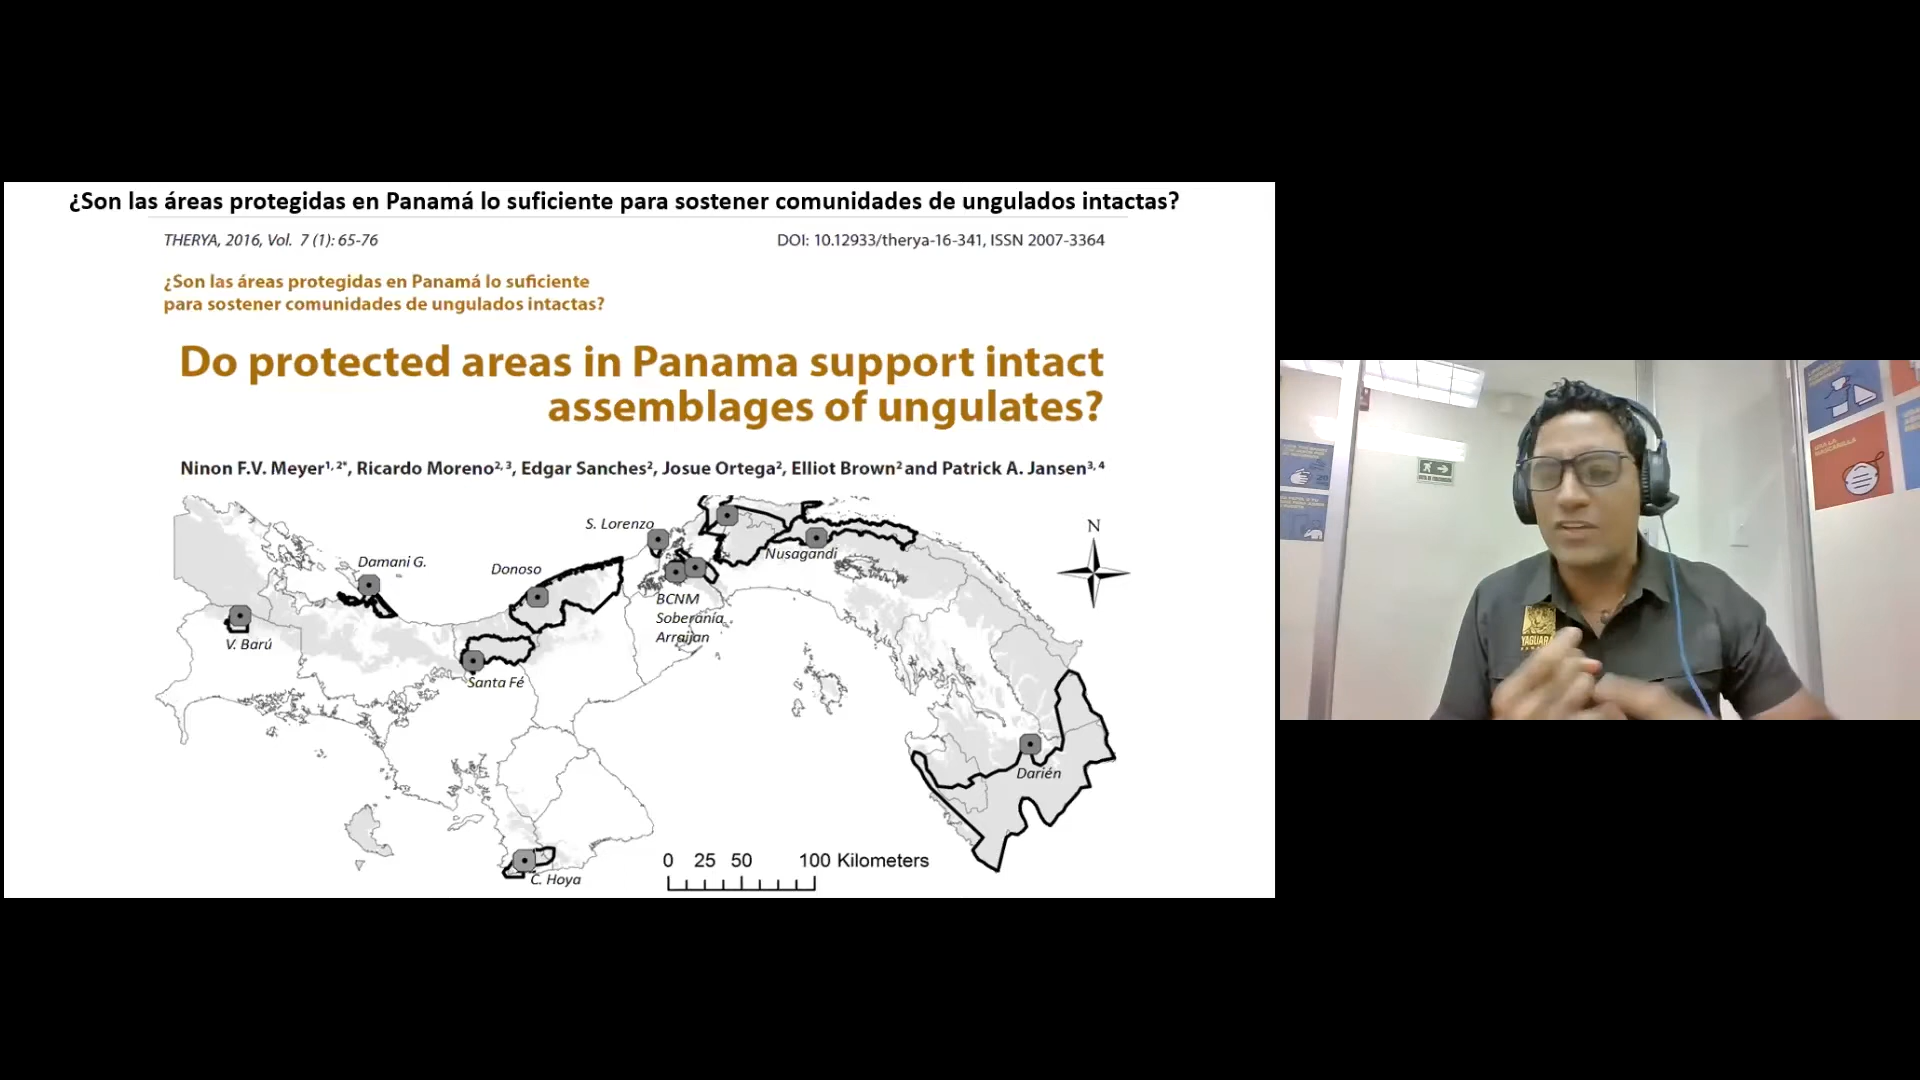 ¿Son las áreas protegidas en Panamá lo suficiente para sostener comunidades de ungulados intactas?
THERYA, 2016, Vol. 7 (1): 65-76
DOI: 10.12933/therya-16-341, ISSN 2007-3364
¿Son las áreas protegidas en Panamá lo suficiente
para sostener comunidades de ungulados intactas?
Do protected areas in Panama support intact
assemblages of ungulates?
Ninon F.V. Meyer1, 2*, Ricardo Moreno2, 3, Edgar Sanches2, Josue Ortega2, Elliot Brown2 and Patrick A. Jansen3, 4
S. Lorenzo
N
Nusagandi
Damani G.
Donoso
BCNM
Soberanía
Arraijan
V. Barú
Santa Fé
Darién
C. Hoya
0 25 50 100 Kilometers
YAGUAR
USA LA
MASCARILLA